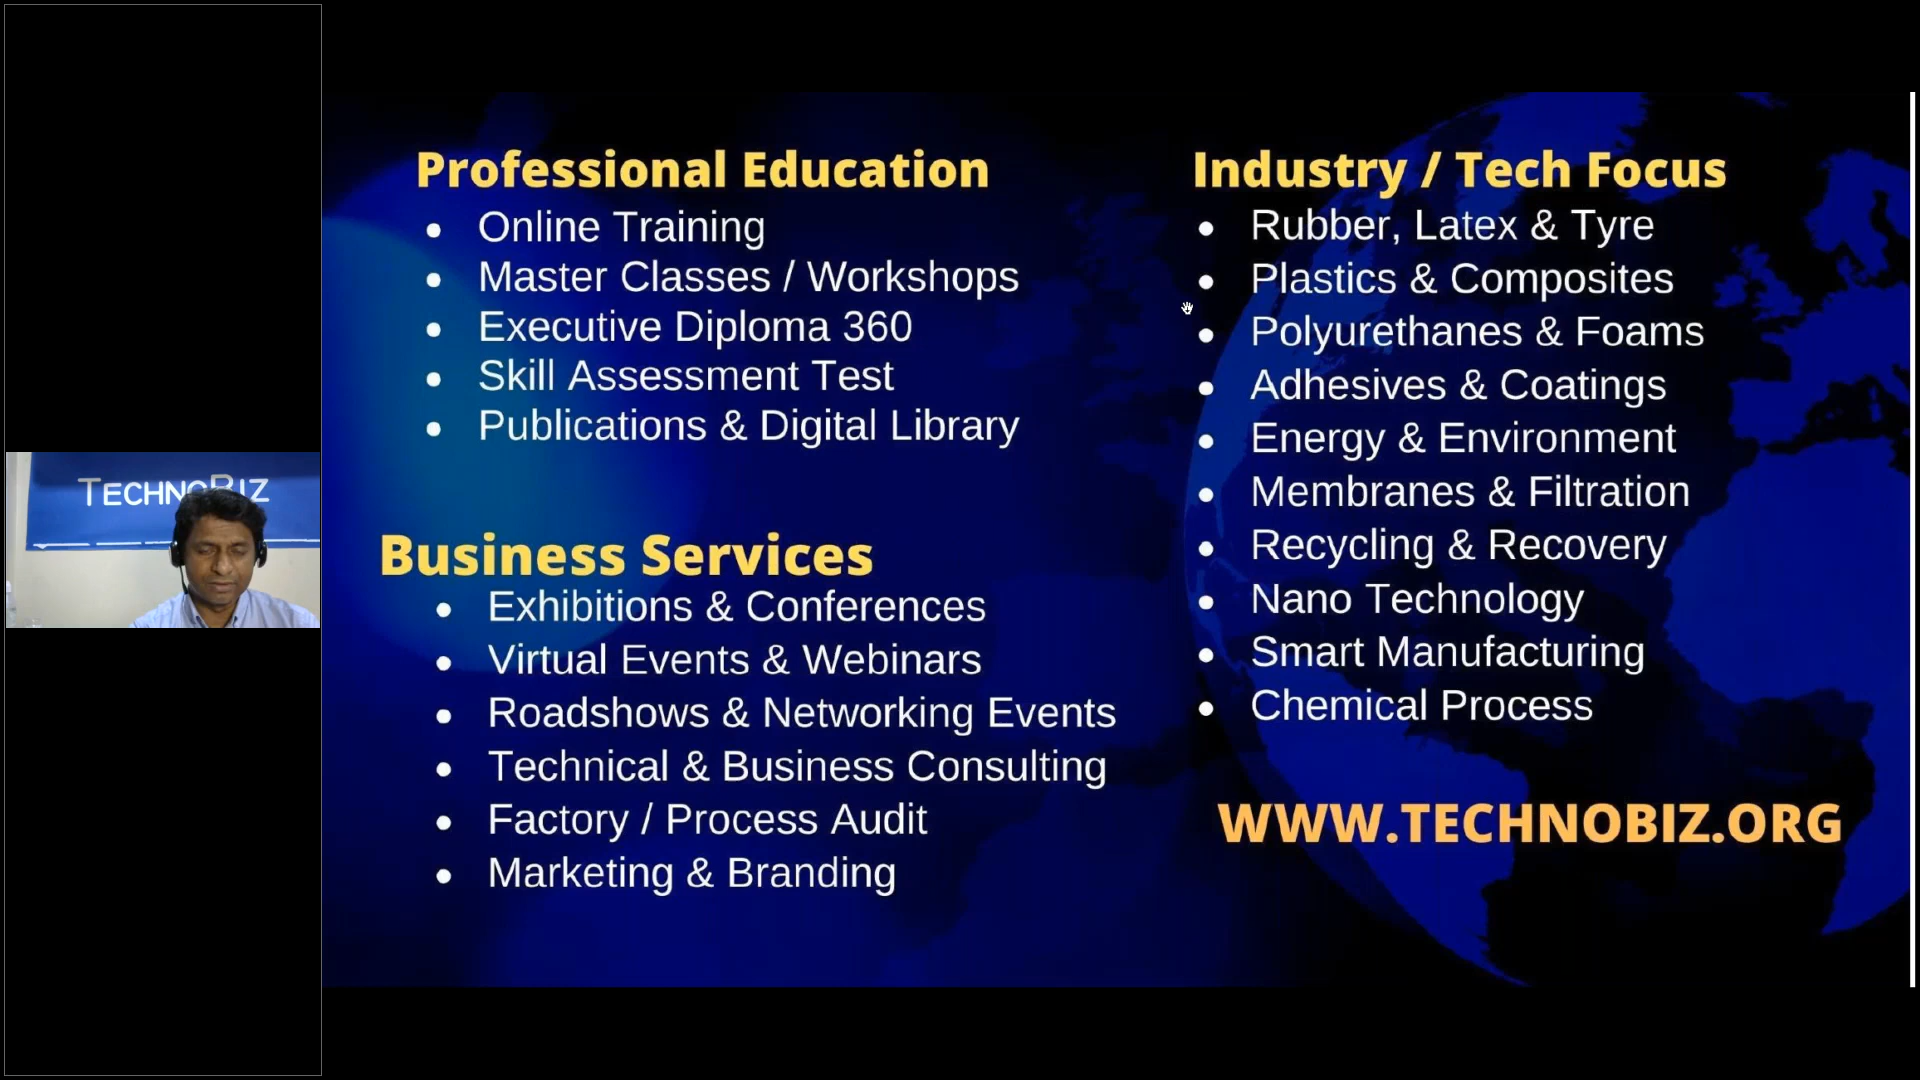 TECHNOBIZ
Professional Education
• Online Training
• Master Classes / Workshops
• Executive Diploma 360
• Skill Assessment Test
• Publications & Digital Library
Business Services
• Exhibitions & Conferences
• Virtual Events & Webinars
• Roadshows & Networking Events
• Technical & Business Consulting
• Factory / Process Audit
• Marketing & Branding
Industry / Tech Focus
• Rubber, Latex & Tyre
• Plastics & Composites
• Polyurethanes & Foams
• Adhesives & Coatings
• Energy & Environment
• Membranes & Filtration
• Recycling & Recovery
• Nano Technology
• Smart Manufacturing
• Chemical Process
WWW.TECHNOBIZ.ORG